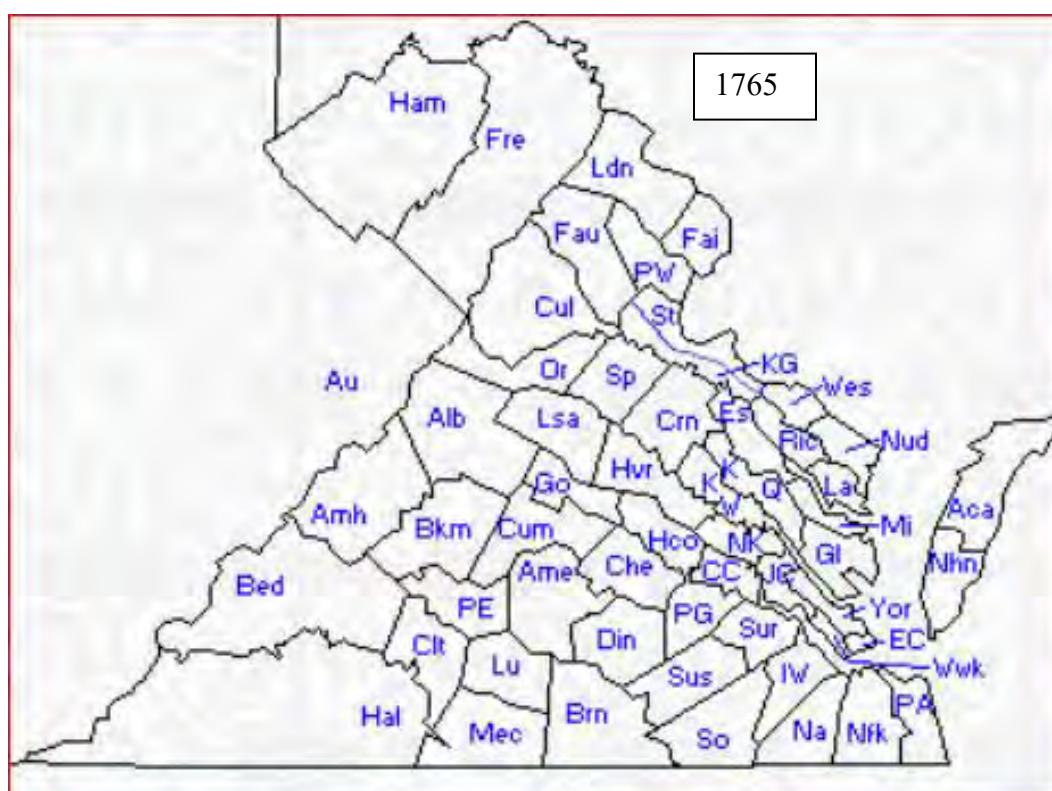 1765
Ham
Fre
Ldn
Fau
Fai
PW
Cul
St
KG
Or
Sp
Wes
Au
Alb
Lsa
Crn
Es
Ric
Nud
Hvr
K
K
Q
La
Go
W
Aca
Amh
Bkm
Cum
Mi
Hco
NK
Gl
Ame
Che
CC
JC
Nhn
Bed
PE
PG
Yor
Clt
Din
Sur
EC
Lu
Sus
IW
Wwk
Hal
Mec
Brn
So
Na
Nfk
PA